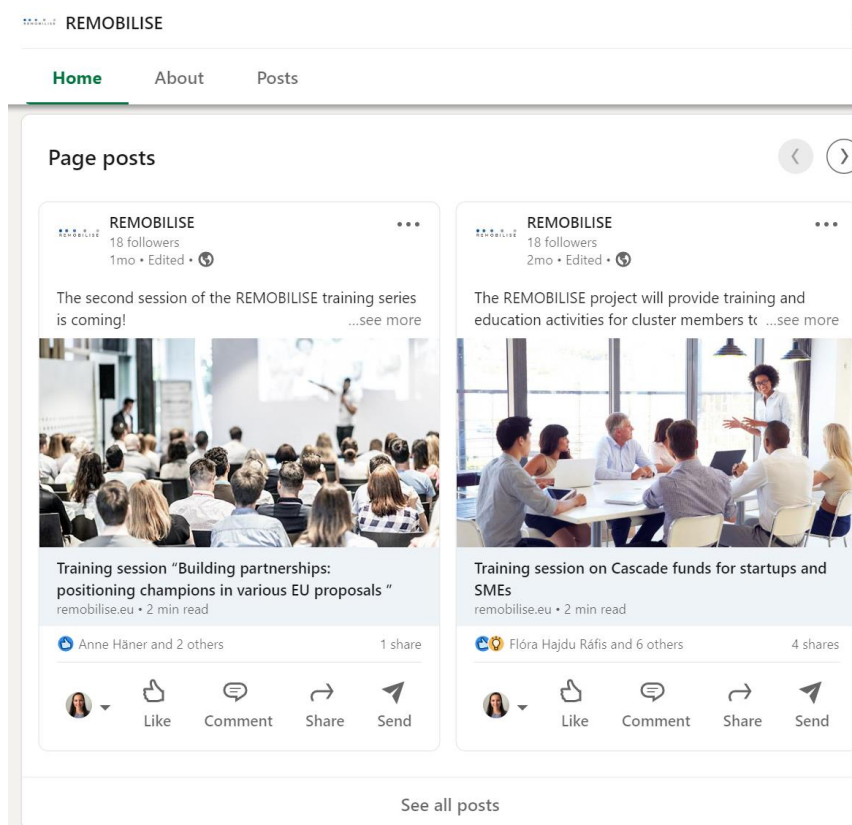 REMOBILISE REMOBILISE
Home About Posts
Page posts
REMOBILISE
REMOBILISE
18 followers
1mo • Edited •
The second session of the REMOBILISE training series
is coming! ...see more
Training session “Building partnerships:
positioning champions in various EU proposals “
remobilise.eu • 2 min read
Anne Häner and 2 others 1 share
Like Comment Share Send
REMOBILISE
REMOBILISE
18 followers
2mo • Edited •
The REMOBILISE project will provide training and
education activities for cluster members tc ...see more
Training session on Cascade funds for startups and
SMEs
remobilise.eu • 2 min read
Flóra Hajdu Ráfis and 6 others 4 shares
Like Comment Share Send
See all posts